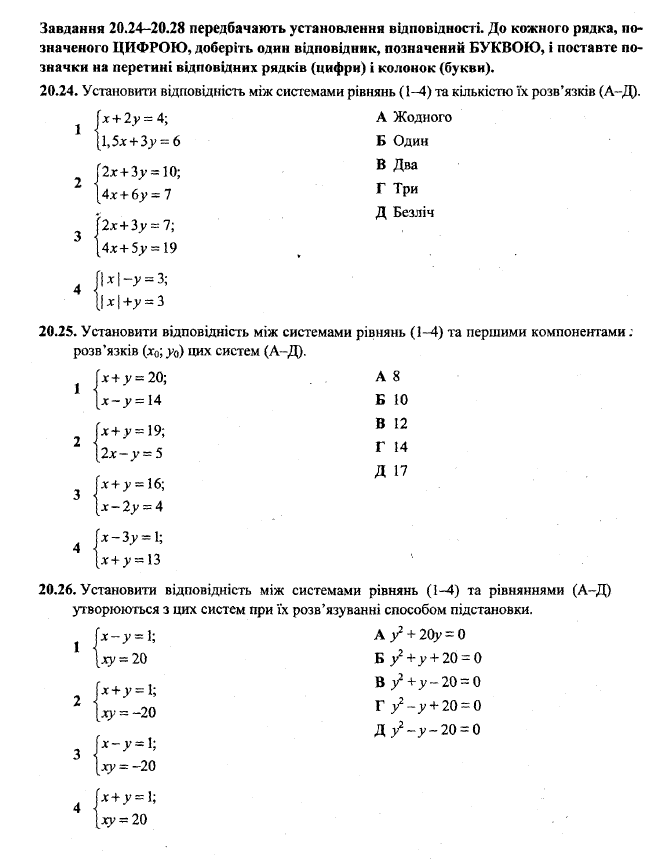 Завдання 20.24–20.28 передбачають установлення відповідності. До кожного рядка, по-
значеного ЦИФРОЮ, доберіть один відповідник, позначений БУКВОЮ, і поставте по-
значки на перетині відповідних рядків (цифри) і колонок (букви).
20.24. Установити відповідність між системами рівнянь (1–4) та кількістю їх розв’язків (А–Д).
1 { x + 2y = 4;
1,5x + 3y = 6
2 { 2x + 3y = 10;
4x + 6y = 7
3 { 2x + 3y = 7;
4x + 5y = 19
4 { | x | – y = 3;
| x | + y = 3
А Жодного
Б Один
В Два
Г Три
Д Безліч
20.25. Установити відповідність між системами рівнянь (1–4) та першими компонентами
розв’язків (x₀; y₀) цих систем (А–Д).
1 { x + y = 20;
x – y = 14
2 { x + y = 19;
2x – y = 5
3 { x + y = 16;
x – 2y = 4
4 { x – 3y = 1;
x + y = 13
А 8
Б 10
В 12
Г 14
Д 17
20.26. Установити відповідність між системами рівнянь (1–4) та рівняннями (А–Д)
утворюються з цих систем при їх розв’язуванні способом підстановки.
1 { x – y = 1;
xy = 20
2 { x + y = 1;
xy = –20
3 { x – y = 1;
xy = –20
4 { x + y = 1;
xy = 20
А y² + 20y = 0
Б y² + y + 20 = 0
В y² + y – 20 = 0
Г y² – y + 20 = 0
Д y² – y – 20 = 0